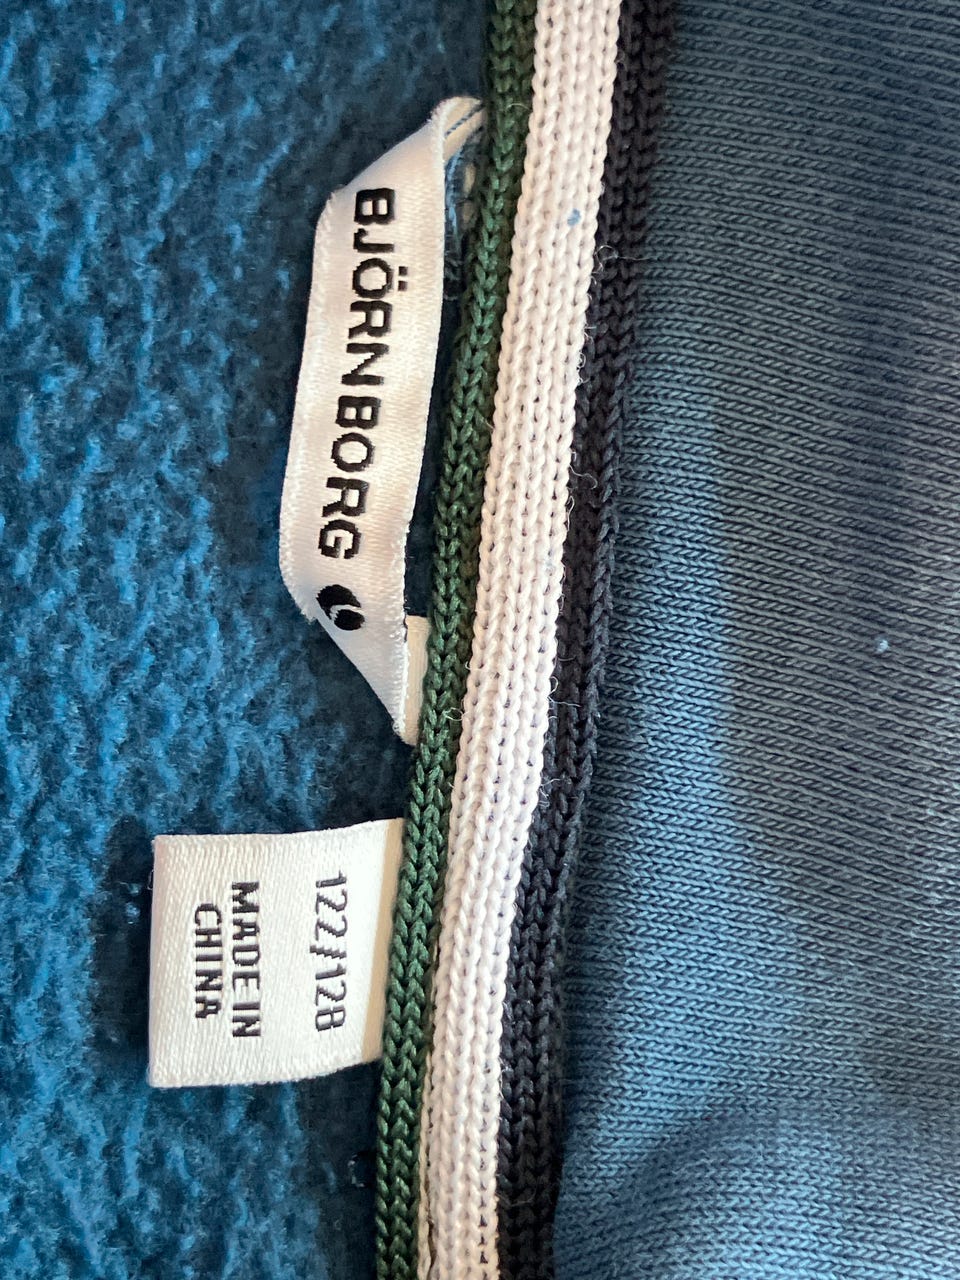 BJÖRN BORG
122/128
MADE IN
CHINA